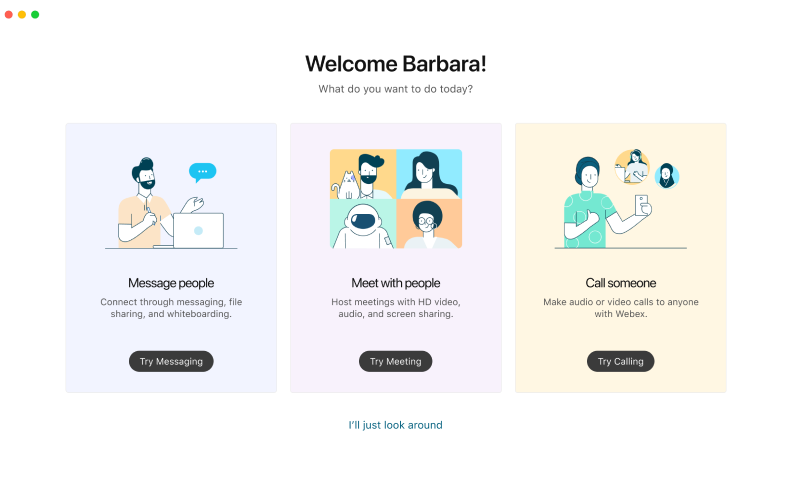 Welcome Barbara!
What do you want to do today?
Message people
Connect through messaging, file
sharing, and whiteboarding.
Try Messaging
Meet with people
Host meetings with HD video,
audio, and screen sharing.
Try Meeting
Call someone
Make audio or video calls to anyone
with Webex.
Try Calling
I’ll just look around